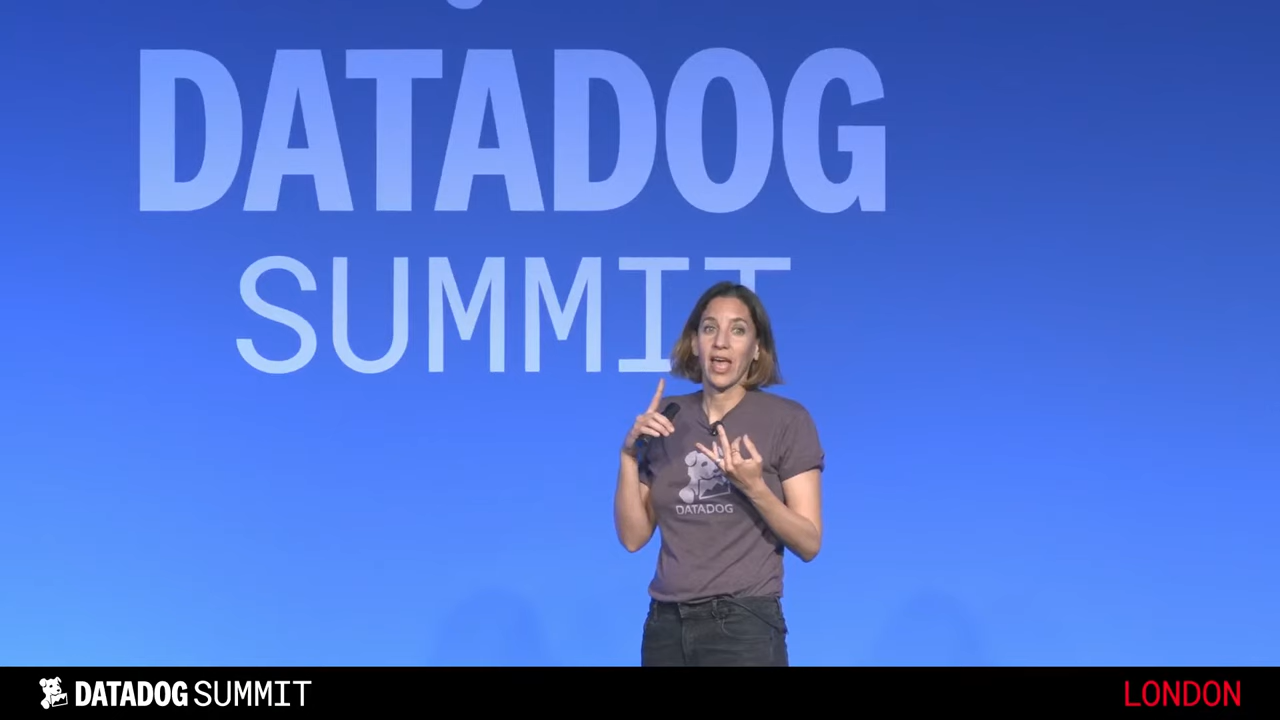 DATADOG
SUMMIT
DATADOG
DATADOG SUMMIT
LONDON